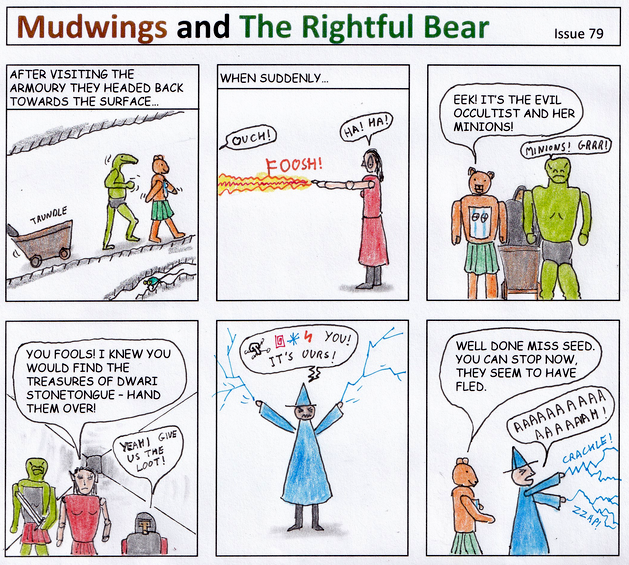 Mudwings and The Rightful Bear
Issue 79
AFTER VISITING THE
ARMOURY THEY HEADED BACK
TOWARDS THE SURFACE...
TRUNDLE
WHEN SUDDENLY...
OUCH!
FOOSH!
HA! HA!
EEK! IT'S THE EVIL
OCCULTIST AND HER
MINIONS!
MINIONS! GRRR!
YOU FOOLS! I KNEW YOU
WOULD FIND THE
TREASURES OF DWARI
STONETONGUE - HAND
THEM OVER!
YEAH! GIVE
US THE
LOOT!
YOU!
IT'S OURS!
WELL DONE MISS SEED.
YOU CAN STOP NOW,
THEY SEEM TO HAVE
FLED.
AAAAAAAAAA
AAAAAAH!
CRACKLE!
ZZAP!